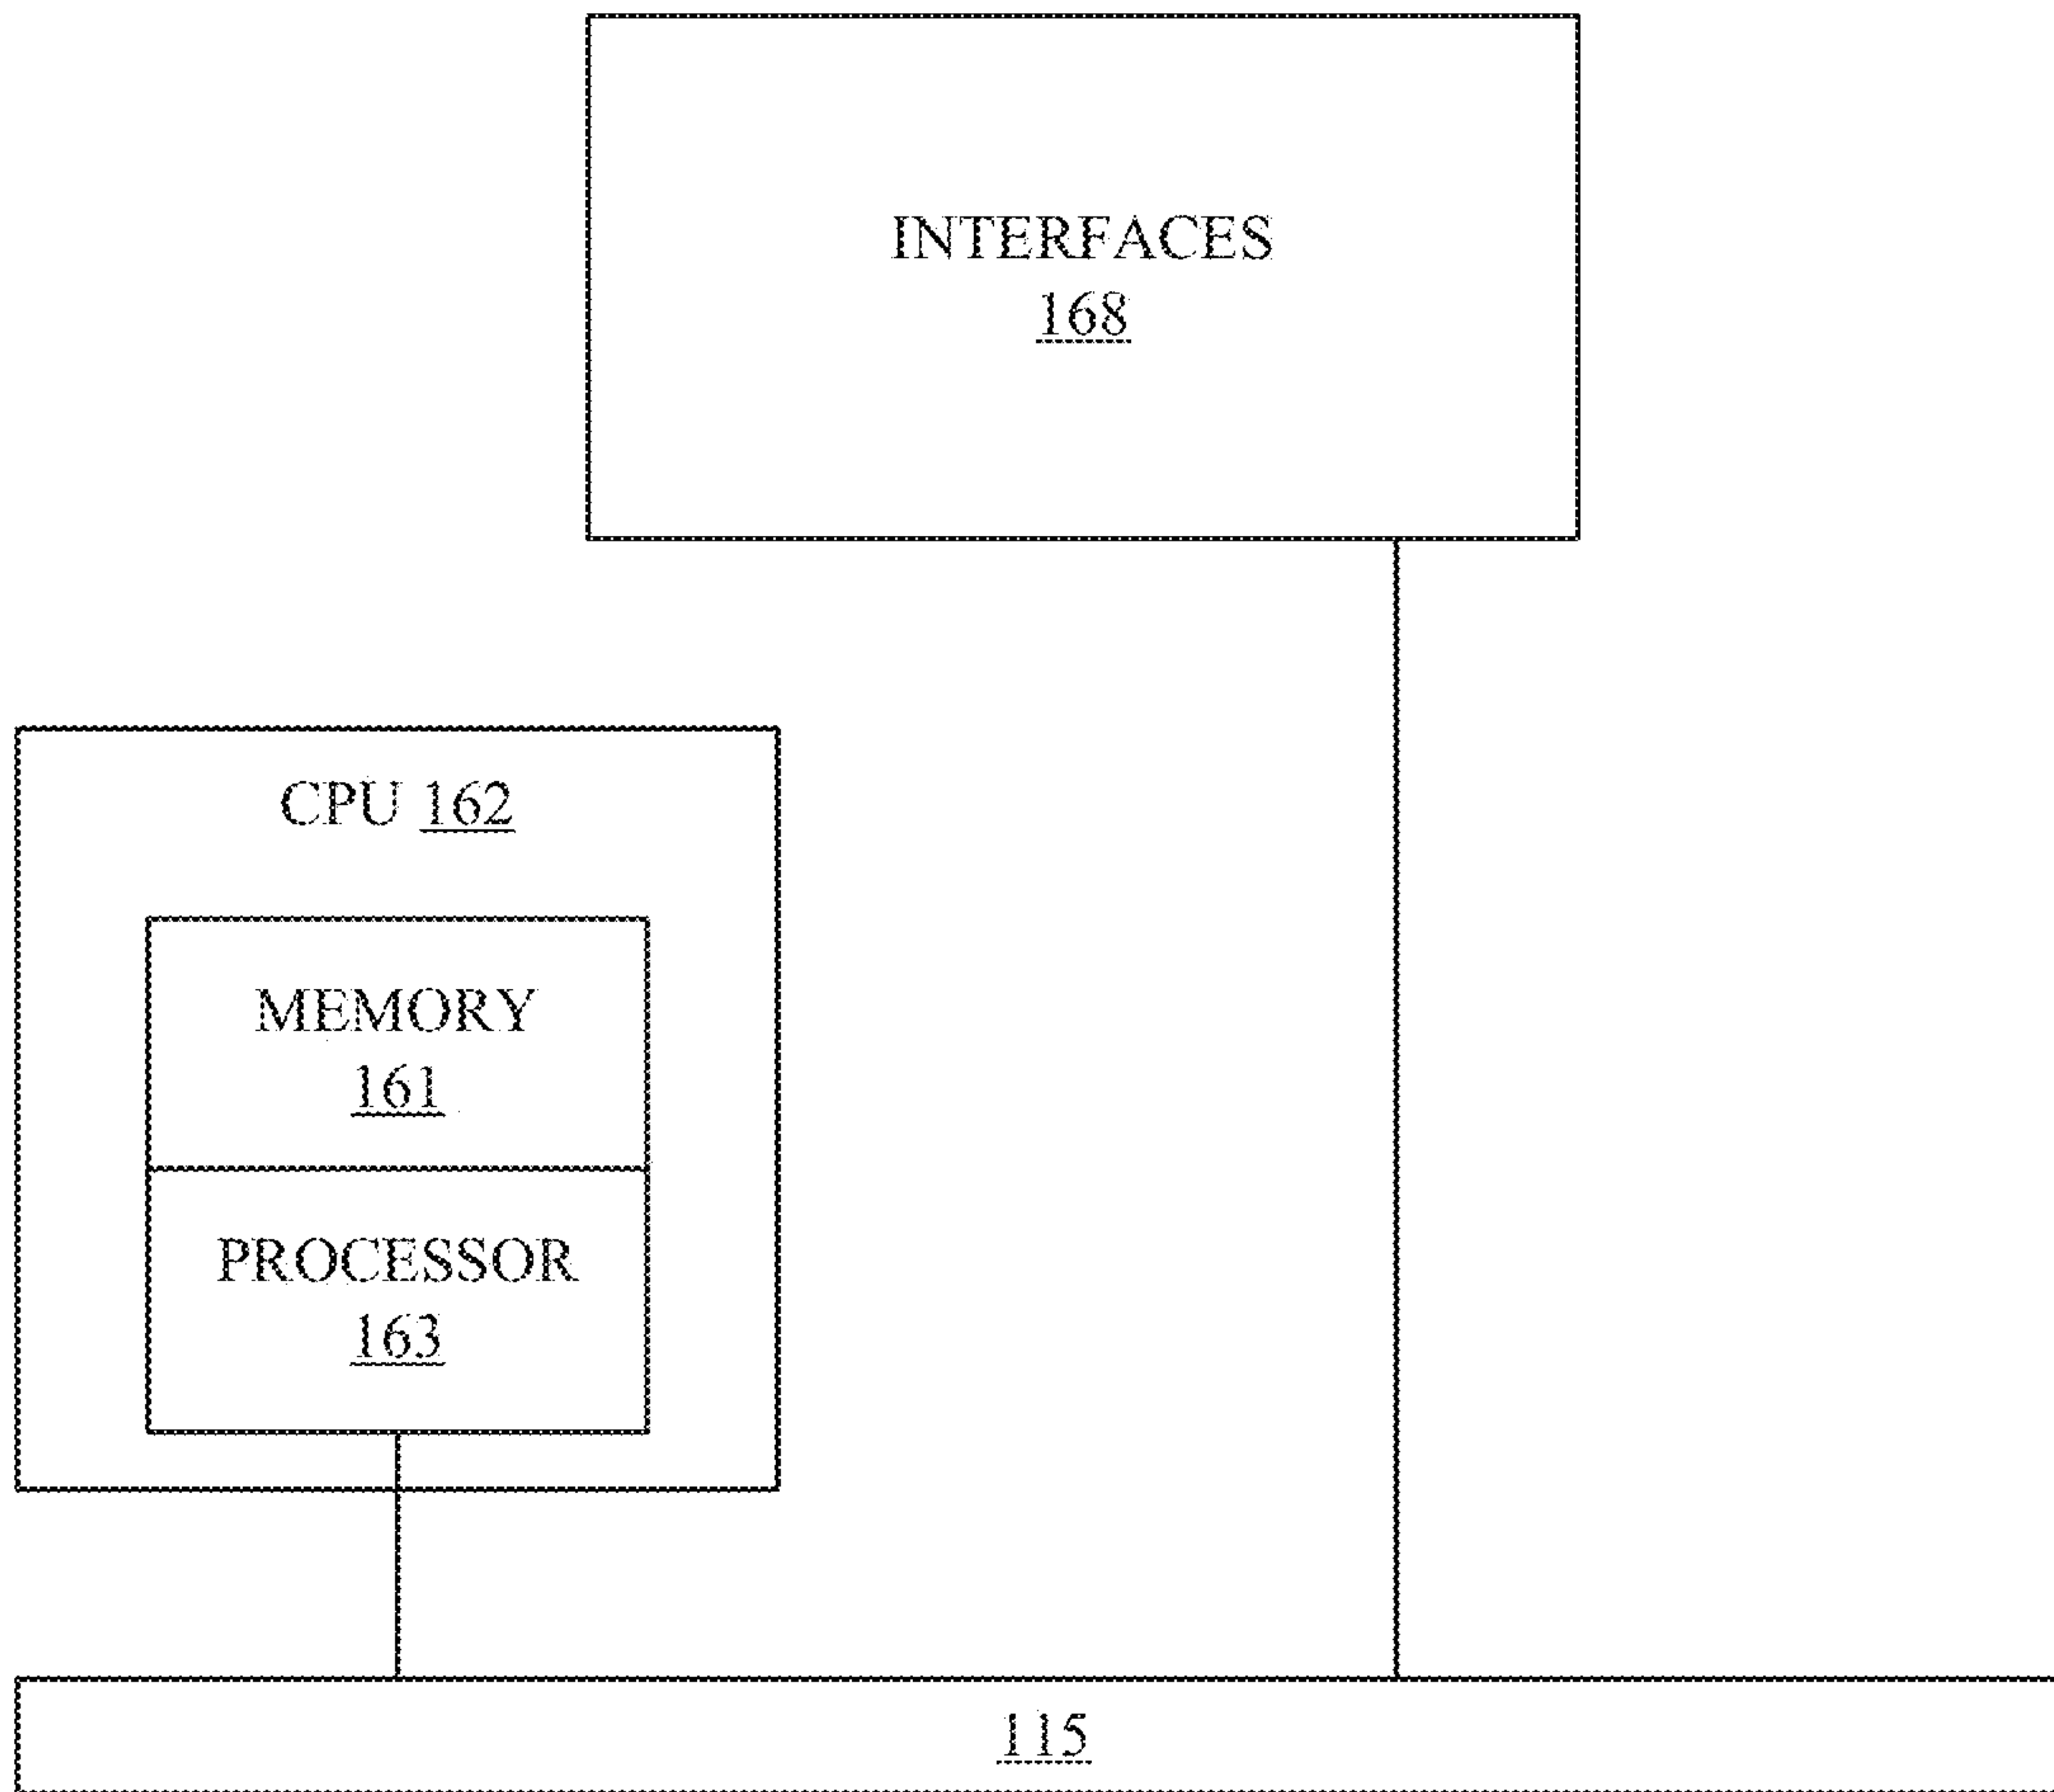 INTERFACES
168
CPU 162
MEMORY
161
PROCESSOR
163
115